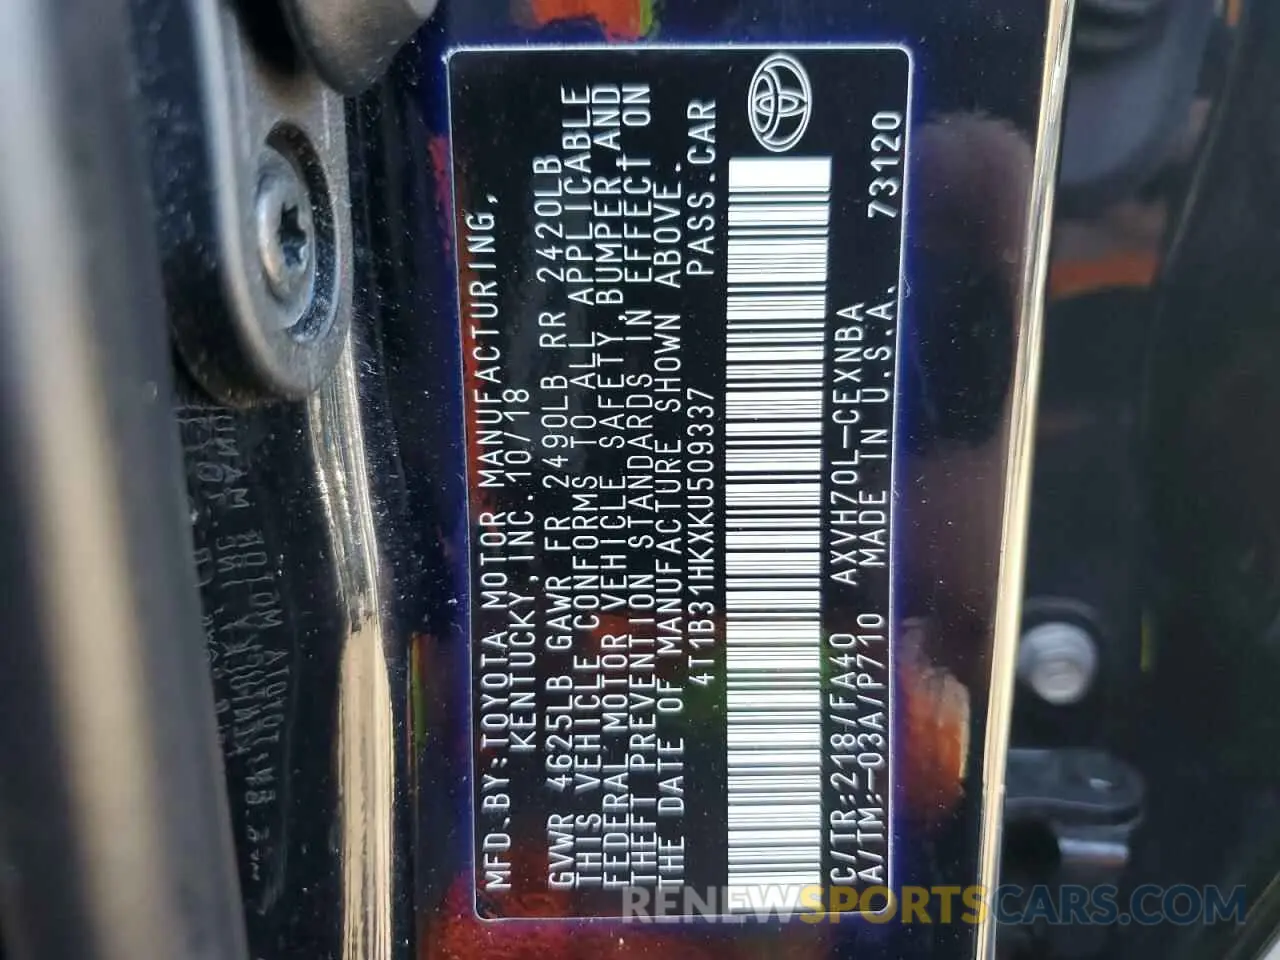 MFD.BY:TOYOTA MOTOR MANUFACTURING,
KENTUCKY, INC. 10/18
GVWR 4625LB GAWR FR 2490LB RR 2420LB
THIS VEHICLE CONFORMS TO ALL APPLICABLE
FEDERAL MOTOR VEHICLE SAFETY,BUMPER,AND
THEFT PREVENTION STANDARDS IN EFFECT ON
THE DATE OF MANUFACTURE SHOWN ABOVE.
4T1B31HKXKU509337 PASS.CAR
C/TR:218/FA40 AXVH70L-CEXNBA 73120
A/TM:-03A/P710 MADE IN U.S.A.
RENEWSPORTSCARS.COM